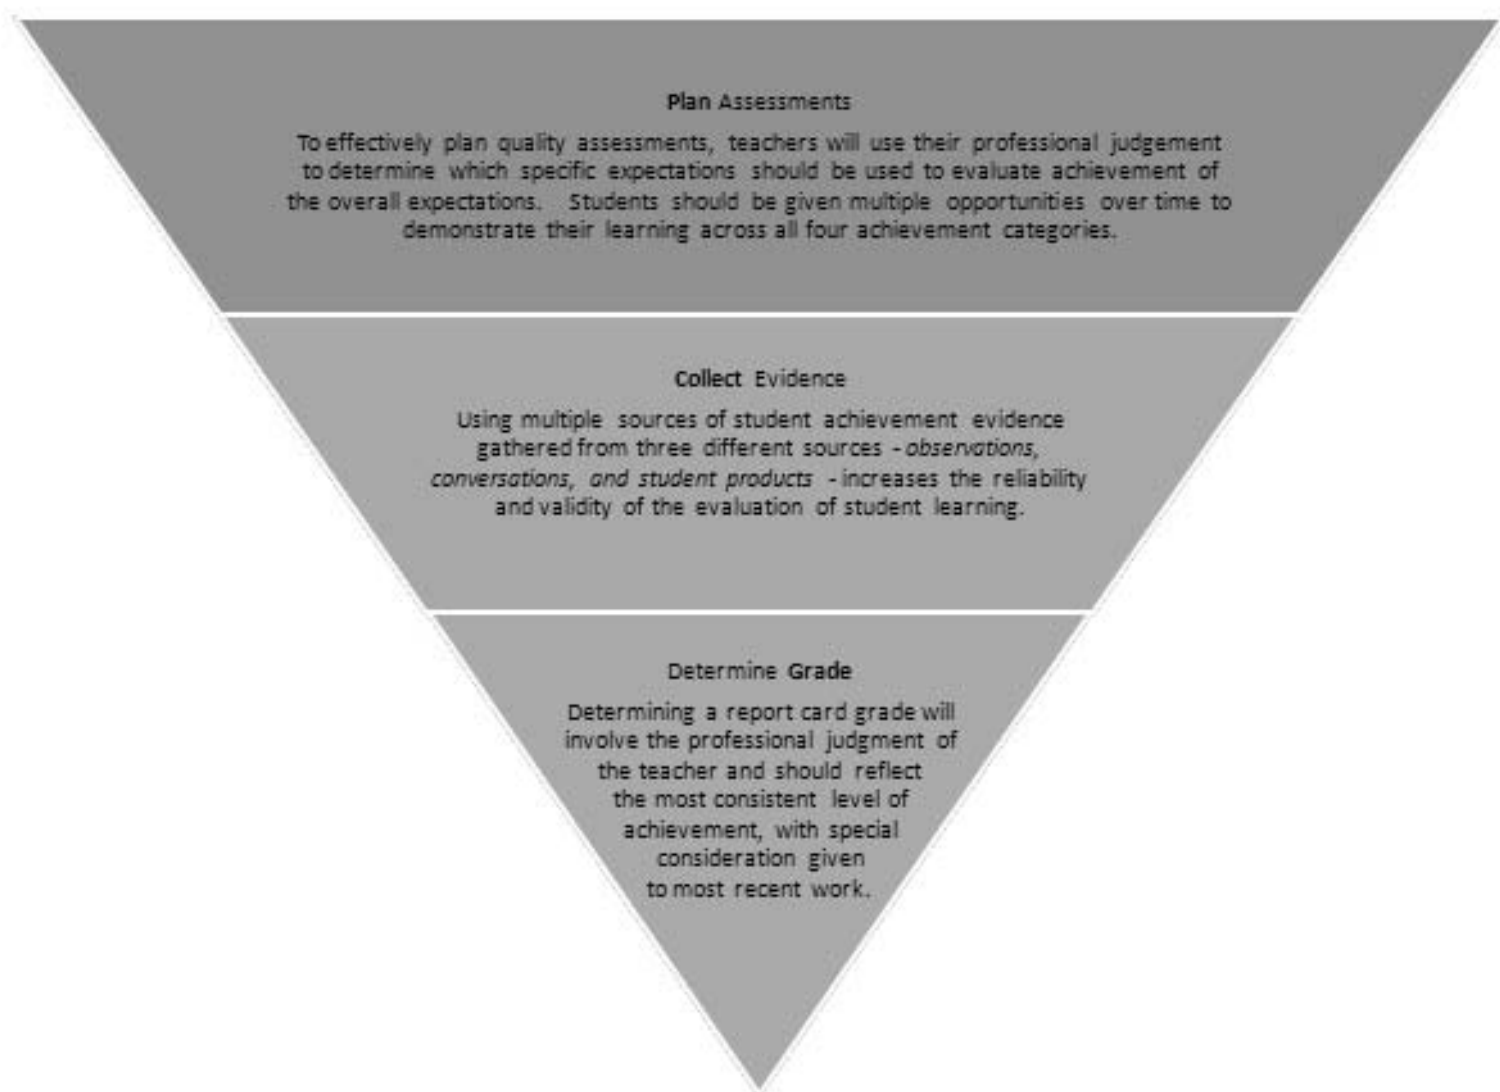 Plan Assessments
To effectively plan quality assessments, teachers will use their professional judgement
to determine which specific expectations should be used to evaluate achievement of
the overall expectations. Students should be given multiple opportunities over time to
demonstrate their learning across all four achievement categories.
Collect Evidence
Using multiple sources of student achievement evidence
gathered from three different sources - observations,
conversations, and student products - increases the reliability
and validity of the evaluation of student learning.
Determine Grade
Determining a report card grade will
involve the professional judgment of
the teacher and should reflect
the most consistent level of
achievement, with special
consideration given
to most recent work.